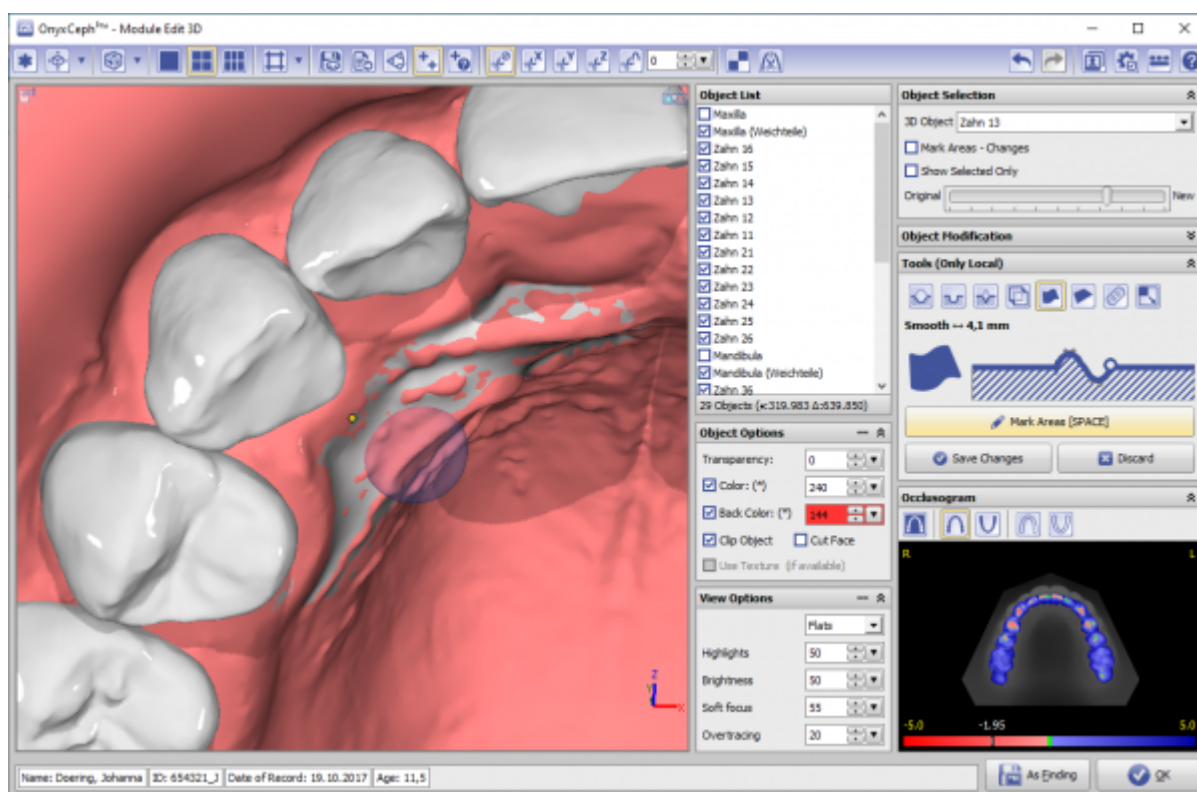 OnyxCeph³™ - Module Edit 3D
0
Object List
Maxilla
Maxilla (Weichteile)
Zahn 16
Zahn 15
Zahn 14
Zahn 13
Zahn 12
Zahn 11
Zahn 21
Zahn 22
Zahn 23
Zahn 24
Zahn 25
Zahn 26
Mandibula
Mandibula (Weichteile)
Zahn 36
29 Objects (•:319.983 Δ:639.850)
Object Options
Transparency: 0
Color: (*) 240
Back Color: (*) 144
Clip Object Cut Face
Use Texture (if available)
View Options
Flats
Highlights 50
Brightness 50
Soft focus 55
Overtracing 20
Object Selection
3D Object Zahn 13
Mark Areas - Changes
Show Selected Only
Original New
Object Modification
Tools (Only Local)
Smooth ↔ 4,1 mm
Mark Areas [SPACE]
Save Changes Discard
Occlusogram
R L
-5.0 -1.95 5.0
Z
Y
X
Name: Doering, Johanna ID: 654321_J Date of Record: 19.10.2017 Age: 11,5
As Finding OK